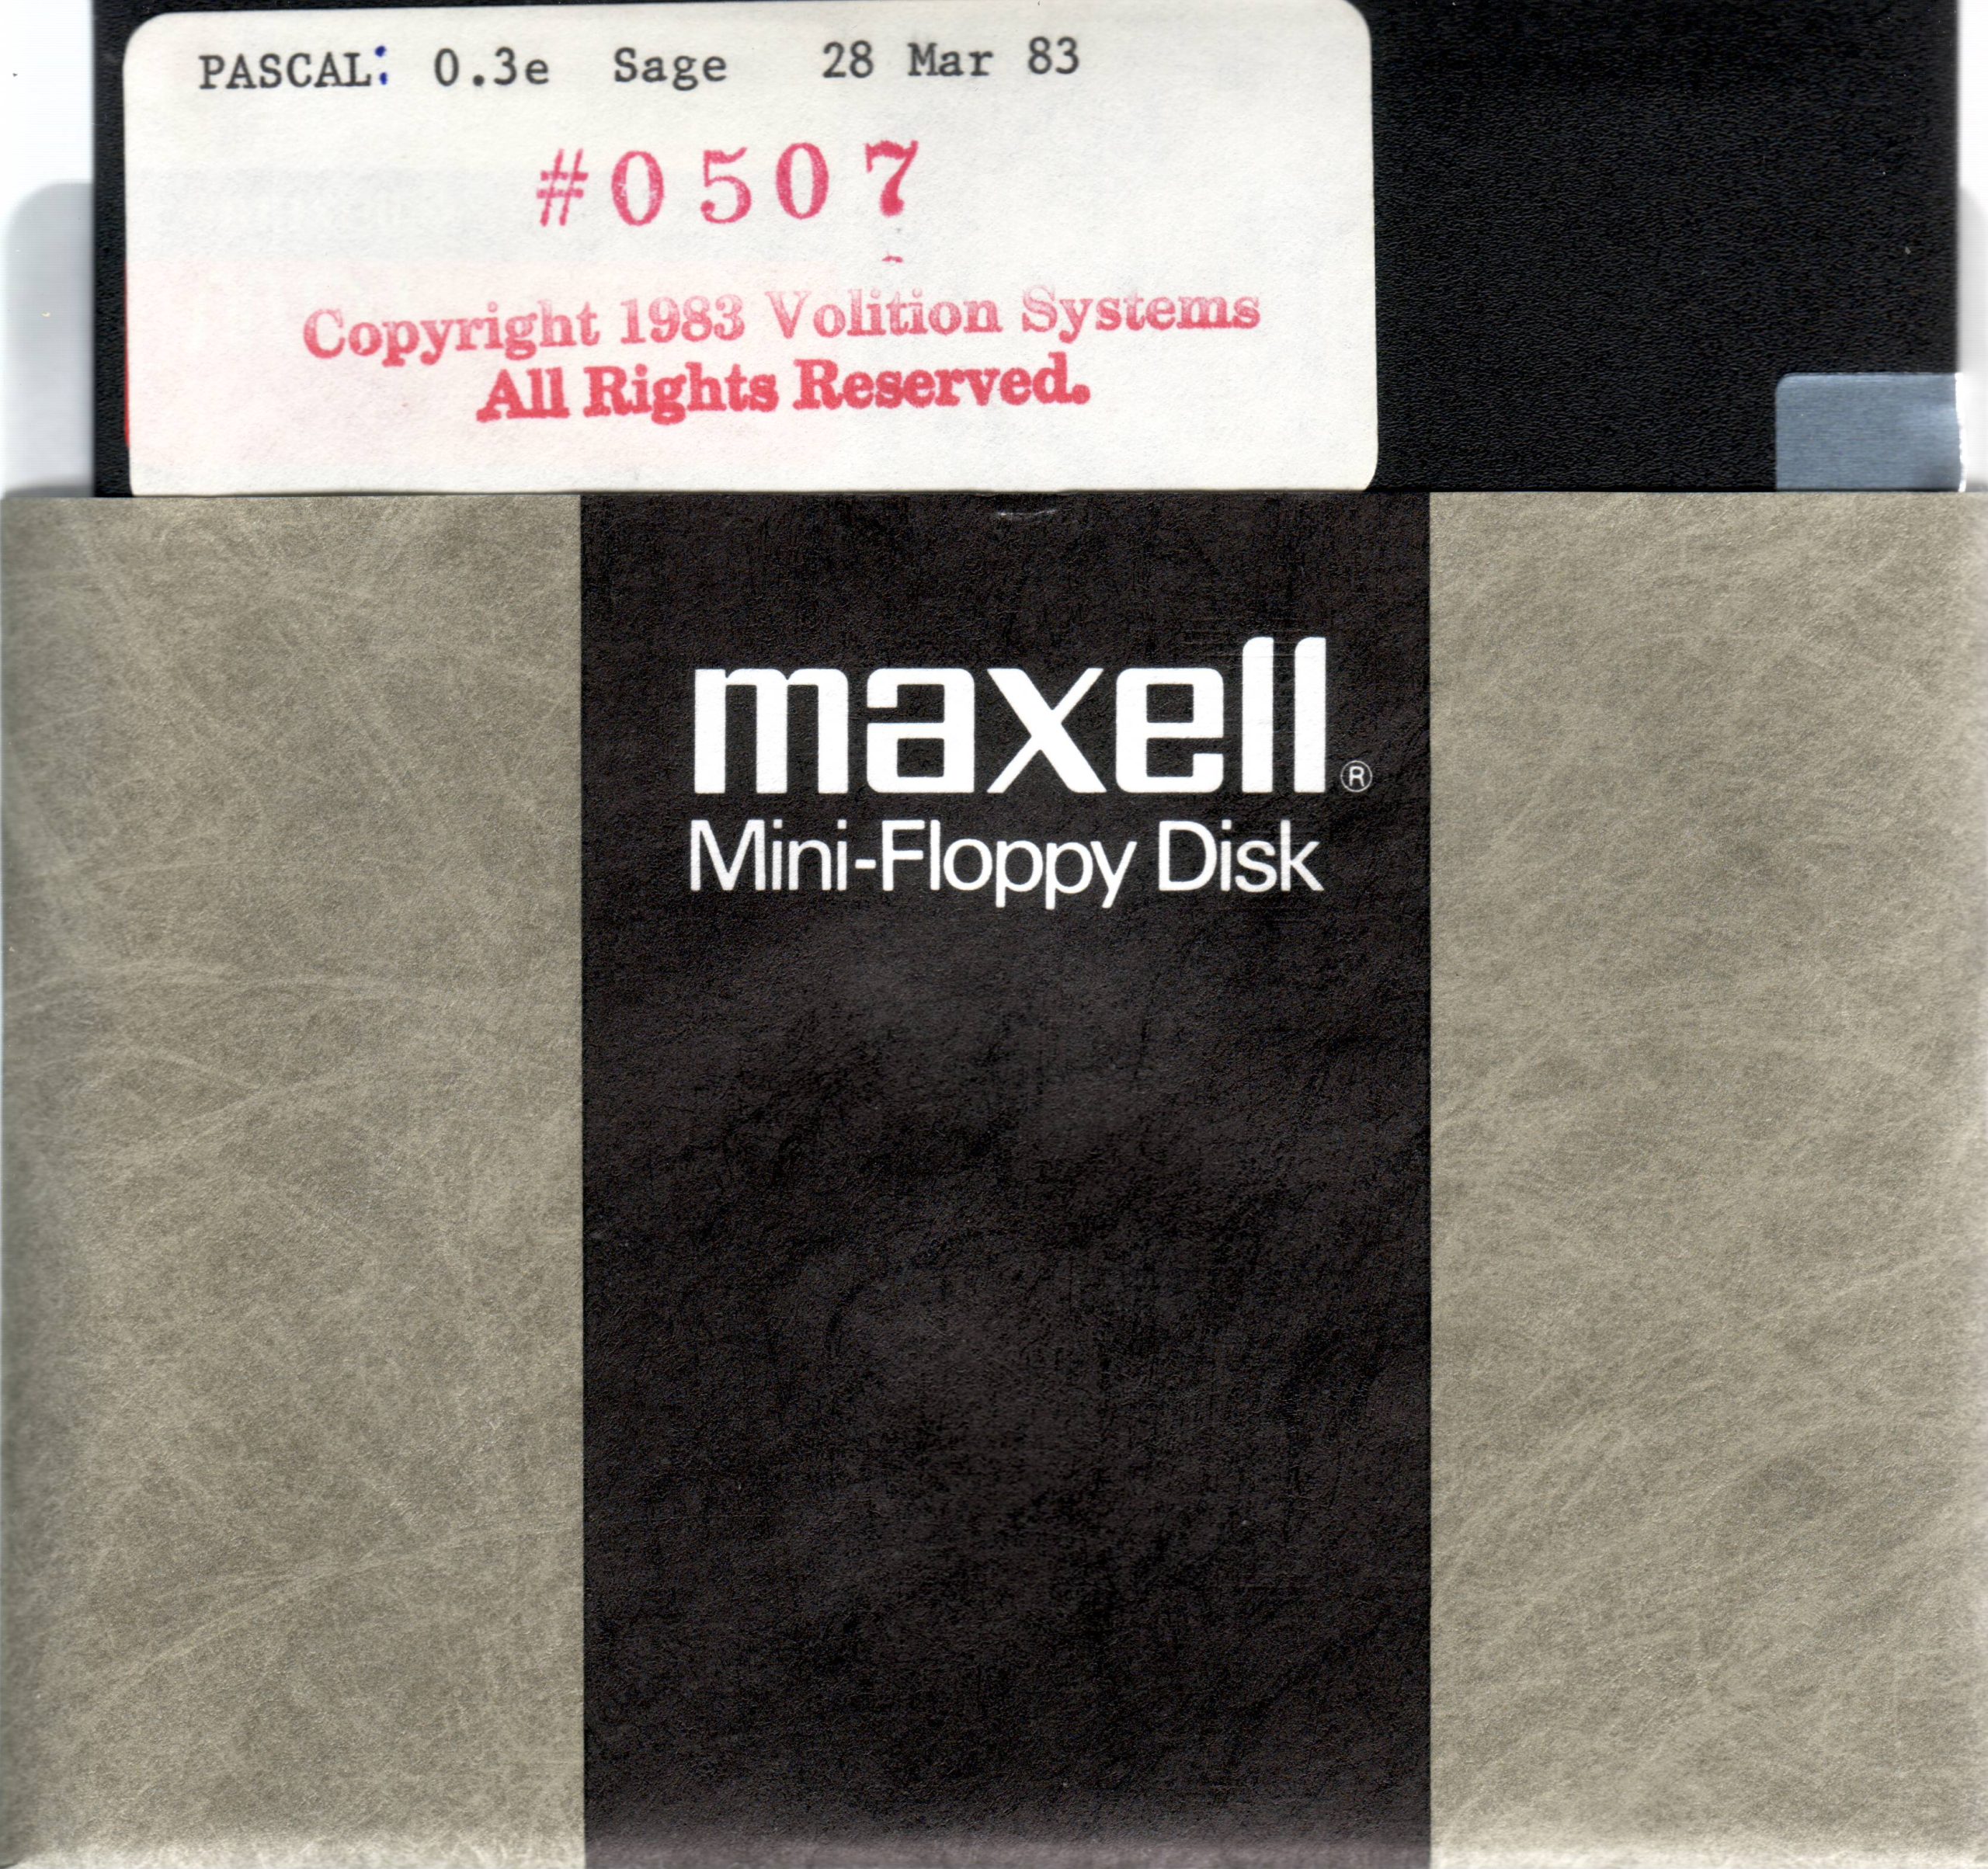 PASCAL: 0.3e Sage 28 Mar 83
#0507
Copyright 1983 Volition Systems
All Rights Reserved.
maxell®
Mini-Floppy Disk